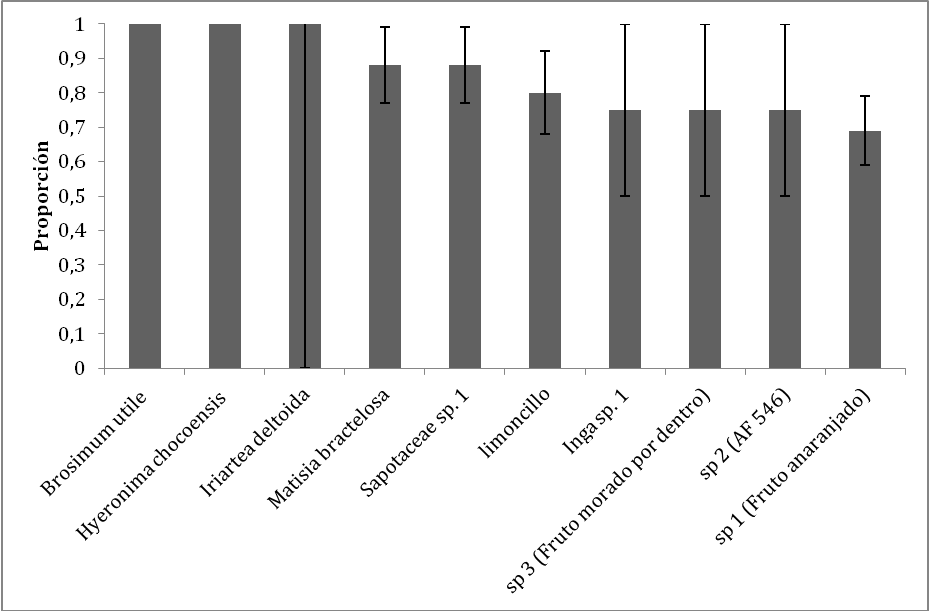 Proporción
1
0,9
0,8
0,7
0,6
0,5
0,4
0,3
0,2
0,1
0
Brosimum utile
Hyeronima chocoensis
Iriartea deltoida
Matisia bractelosa
Sapotaceae sp. 1
limoncillo
Inga sp. 1
sp 3 (Fruto morado por dentro)
sp 2 (AF 546)
sp 1 (Fruto anaranjado)